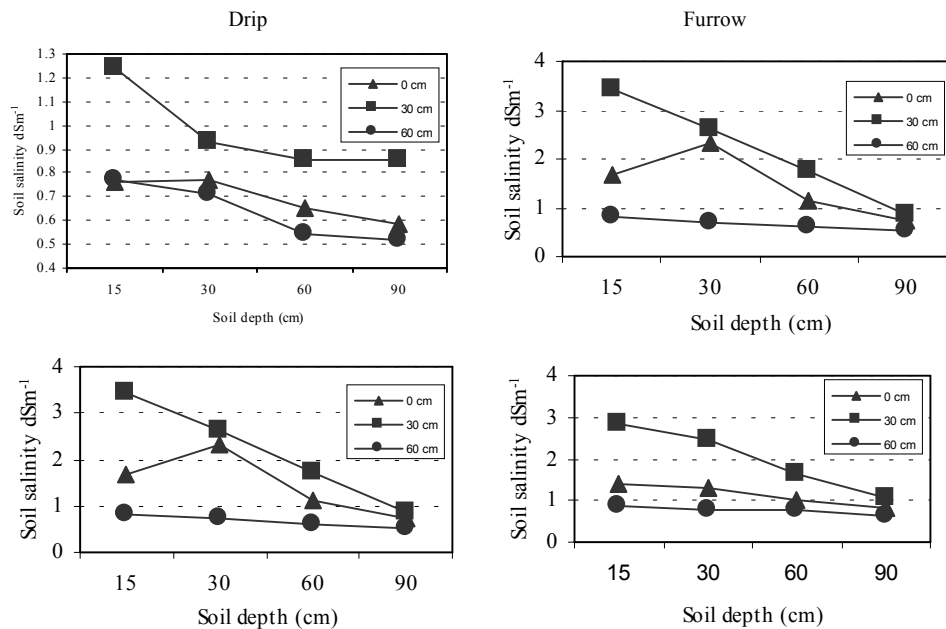 Drip
Furrow
1.3
1.2
1.1
1
0.9
0.8
0.7
0.6
0.5
0.4
Soil salinity dSm⁻¹
0 cm
30 cm
60 cm
15 30 60 90
Soil depth (cm)
4
3
2
1
0
Soil salinity dSm⁻¹
0 cm
30 cm
60 cm
15 30 60 90
Soil depth (cm)
4
3
2
1
0
Soil salinity dSm⁻¹
0 cm
30 cm
60 cm
15 30 60 90
Soil depth (cm)
4
3
2
1
0
Soil salinity dSm⁻¹
0 cm
30 cm
60 cm
15 30 60 90
Soil depth (cm)